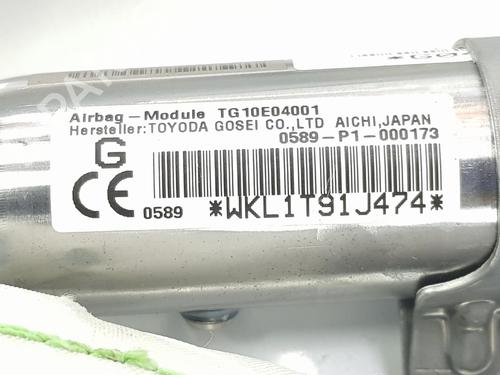 Airbag-Module TG10E04001
Hersteller:TOYODA GOSEI CO.,LTD AICHI,JAPAN
0589-P1-000173
G
CE 0589
*WKL1T91J474*